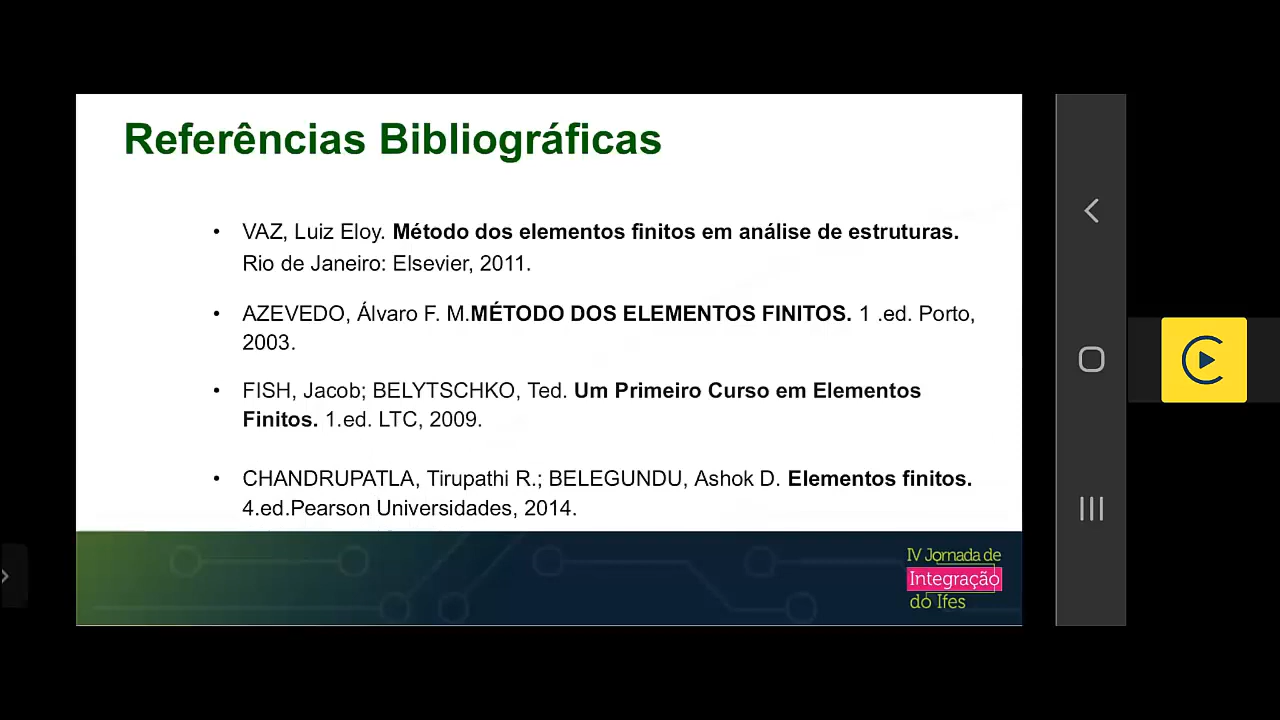 Referências Bibliográficas
• VAZ, Luiz Eloy. Método dos elementos finitos em análise de estruturas.
Rio de Janeiro: Elsevier, 2011.
• AZEVEDO, Álvaro F. M.MÉTODO DOS ELEMENTOS FINITOS. 1 .ed. Porto,
2003.
• FISH, Jacob; BELYTSCHKO, Ted. Um Primeiro Curso em Elementos
Finitos. 1.ed. LTC, 2009.
• CHANDRUPATLA, Tirupathi R.; BELEGUNDU, Ashok D. Elementos finitos.
4.ed.Pearson Universidades, 2014.
IV Jornada de
Integração
do Ifes